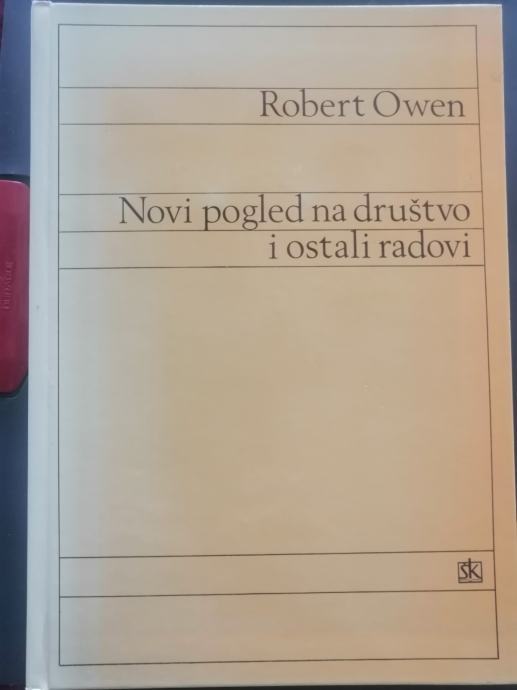 Robert Owen
Novi pogled na društvo
i ostali radovi
šk